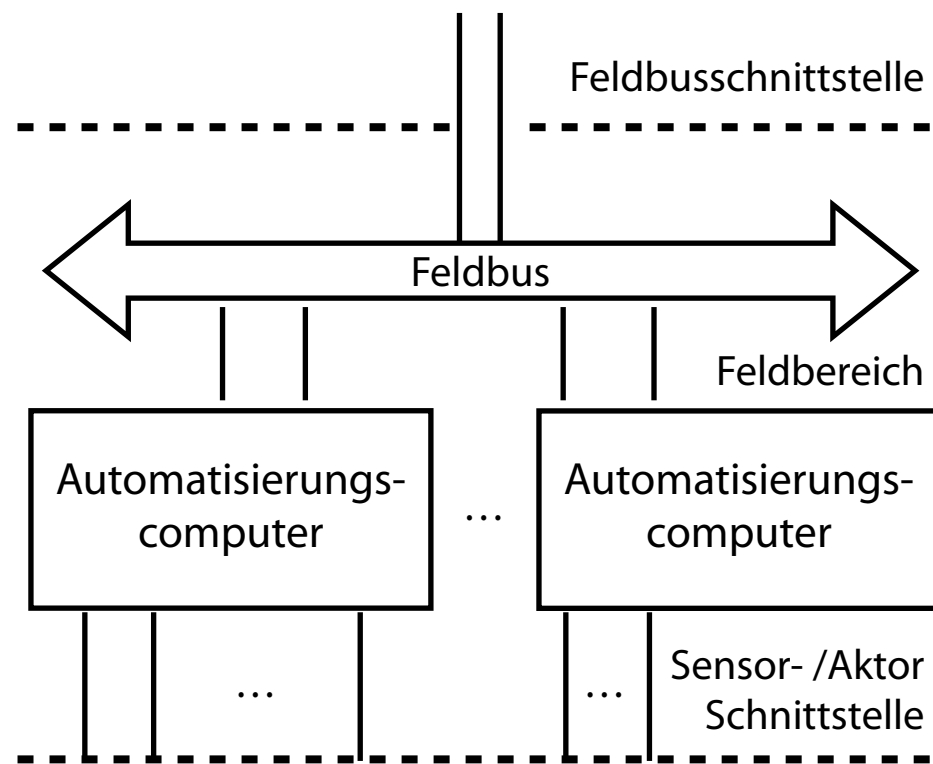 Feldbusschnittstelle
Feldbus
Feldbereich
Automatisierungs-
computer
...
Automatisierungs-
computer
...
...
Sensor- /Aktor
Schnittstelle